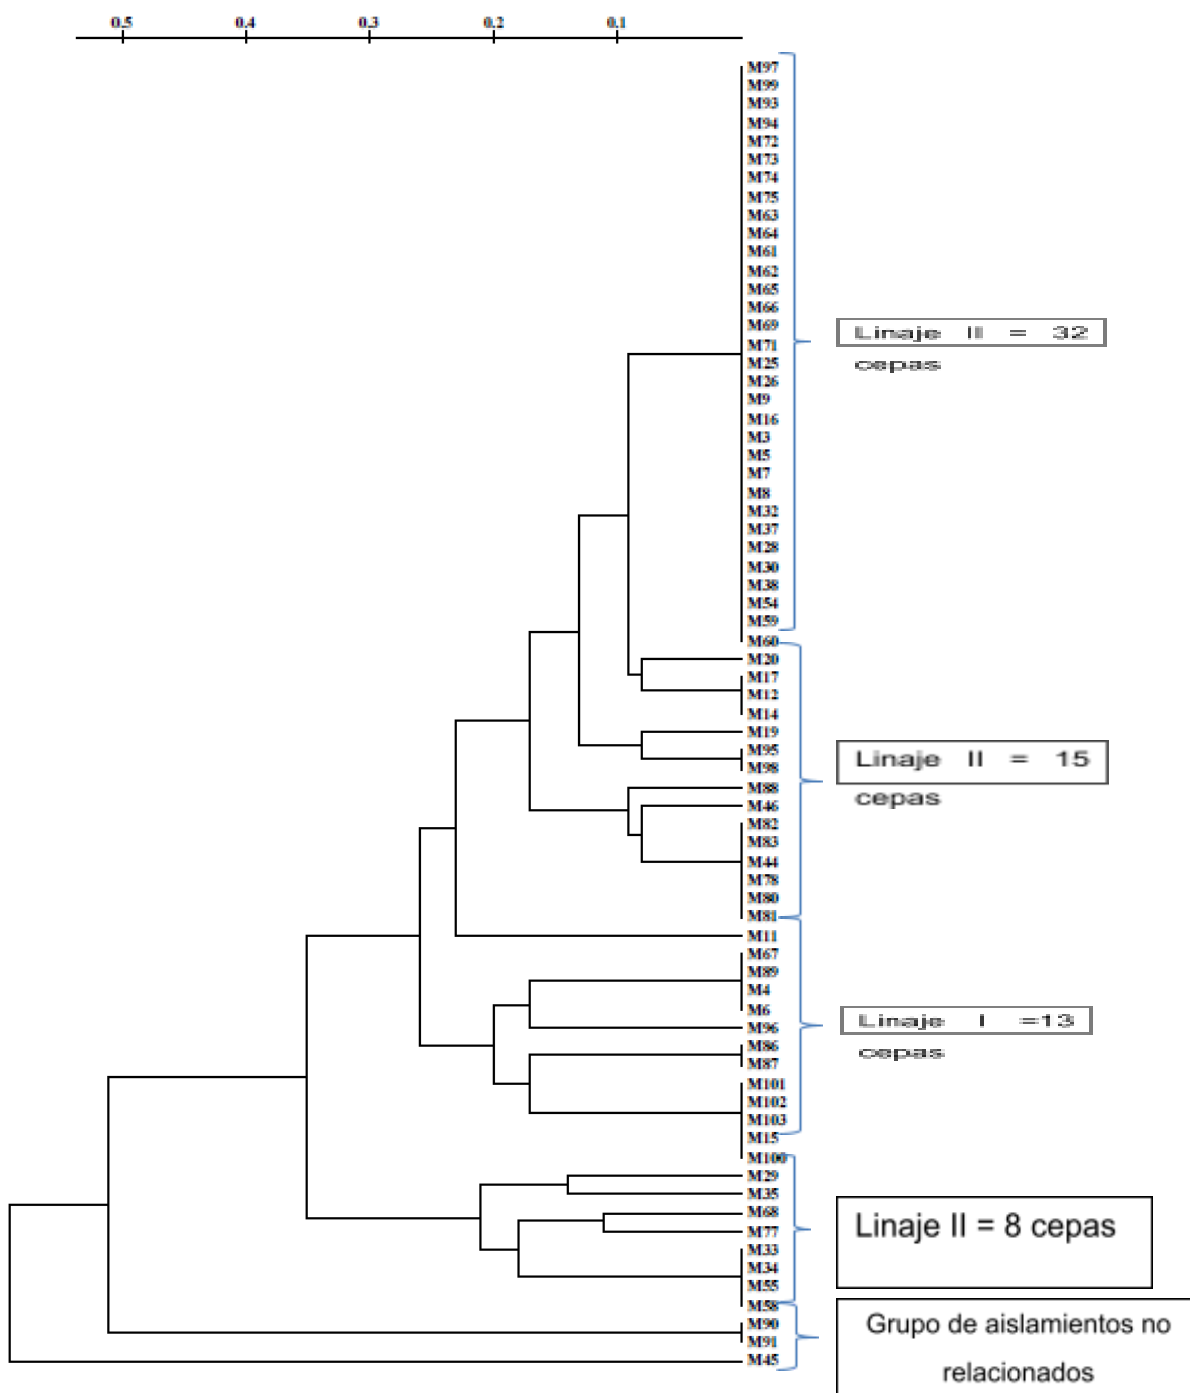 0.5 0.4 0.3 0.2 0.1
M97
M99
M93
M94
M72
M73
M74
M75
M63
M64
M61
M62
M65
M66
M69
M71
M25
M26
M9
M16
M3
M5
M7
M8
M32
M37
M28
M30
M38
M54
M59
M60
M20
M17
M12
M14
M19
M95
M98
M88
M46
M82
M83
M44
M78
M80
M81
M11
M67
M89
M4
M6
M96
M86
M87
M101
M102
M103
M15
M100
M29
M35
M68
M77
M33
M34
M55
M58
M90
M91
M45
Linaje II = 32
cepas
Linaje II = 15
cepas
Linaje I =13
cepas
Linaje II = 8 cepas
Grupo de aislamientos no
relacionados